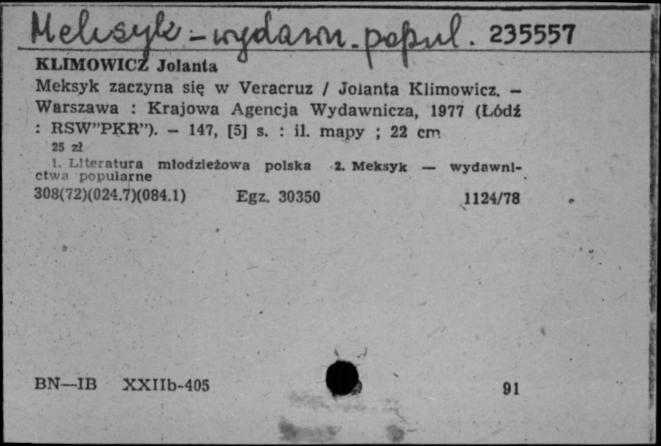 Meksyk - wydawn. popul. 235557
KLIMOWICZ Jolanta
Meksyk zaczyna się w Veracruz / Jolanta Klimowicz. –
Warszawa : Krajowa Agencja Wydawnicza, 1977 (Łódź
: RSW"PKR"). – 147, [5] s. : il. mapy ; 22 cm
25 zł
1. Literatura młodzieżowa polska 2. Meksyk — wydawni-
ctwa popularne
308(72)(024.7)(084.1) Egz. 30350 1124/78
BN—IB XXIIb-405 91